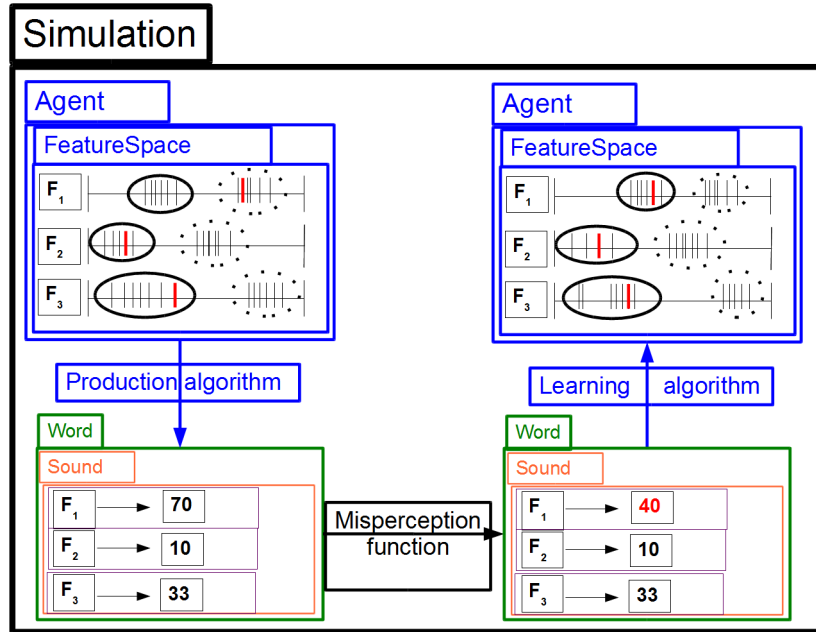 Simulation
Agent
FeatureSpace
F1
F2
F3
Production algorithm
Word
Sound
F1 70
F2 10
F3 33
Misperception
function
Agent
FeatureSpace
F1
F2
F3
Learning algorithm
Word
Sound
F1 40
F2 10
F3 33